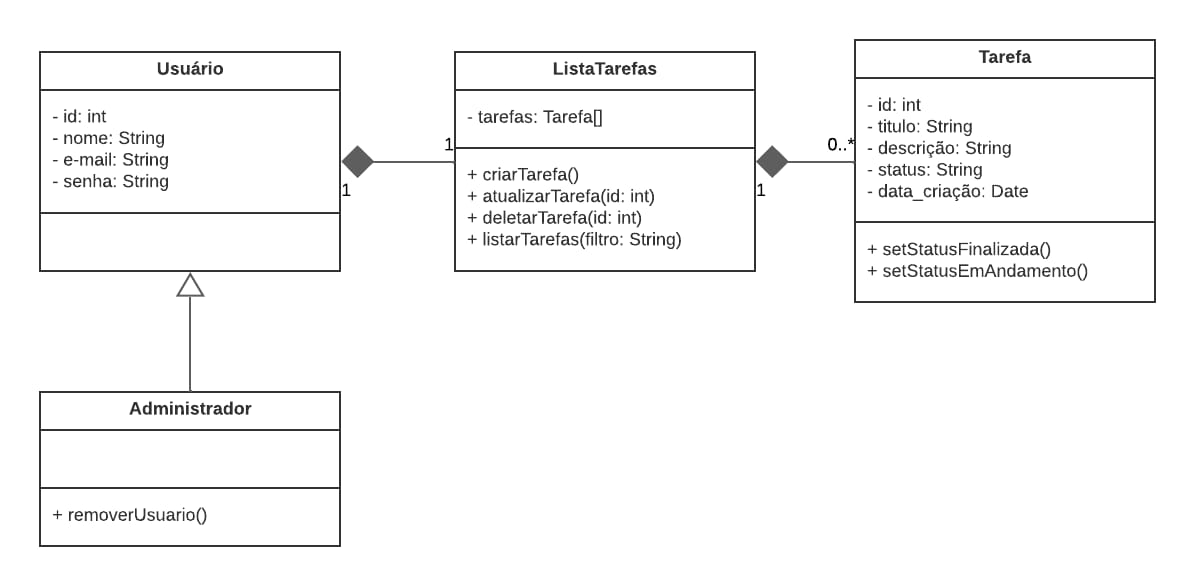 Usuário
- id: int
- nome: String
- e-mail: String
- senha: String
1
1
ListaTarefas
- tarefas: Tarefa[]
+ criarTarefa()
+ atualizarTarefa(id: int)
+ deletarTarefa(id: int)
+ listarTarefas(filtro: String)
1
0..*
Tarefa
- id: int
- titulo: String
- descrição: String
- status: String
- data_criação: Date
+ setStatusFinalizada()
+ setStatusEmAndamento()
Administrador
+ removerUsuario()